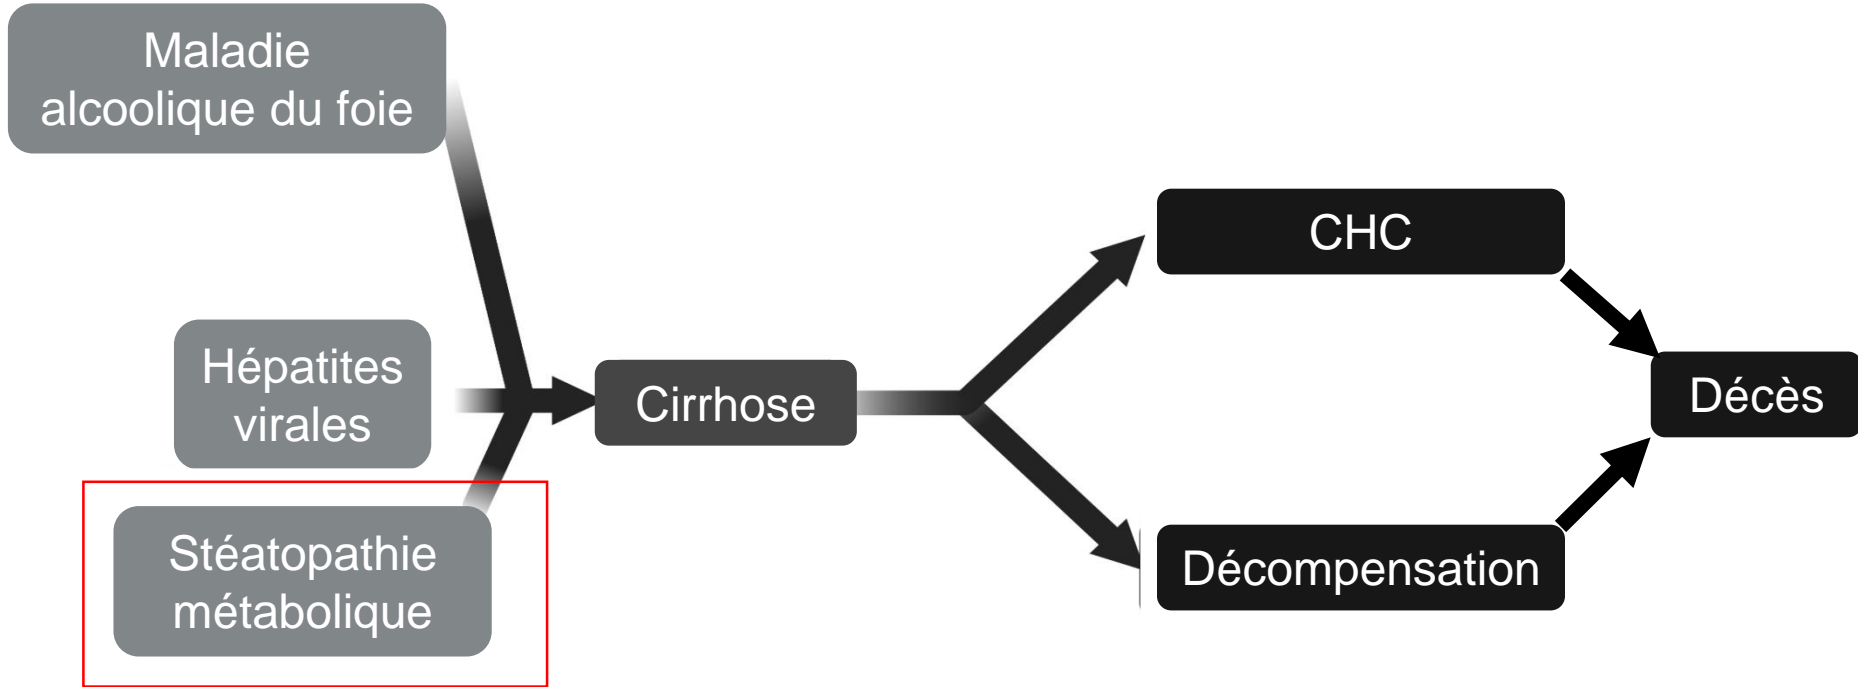 Maladie
alcoolique du foie
Hépatites
virales
Stéatopathie
métabolique
Cirrhose
CHC
Décompensation
Décès